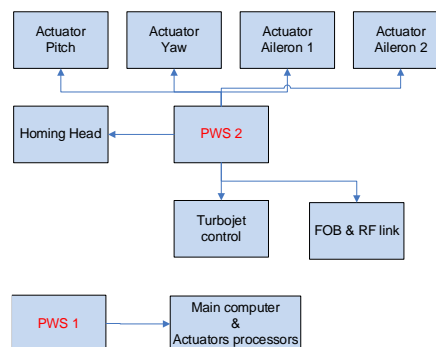 Actuator
Pitch
Actuator
Yaw
Actuator
Aileron 1
Actuator
Aileron 2
Homing Head
PWS 2
Turbojet
control
FOB & RF link
PWS 1
Main computer
&
Actuators processors